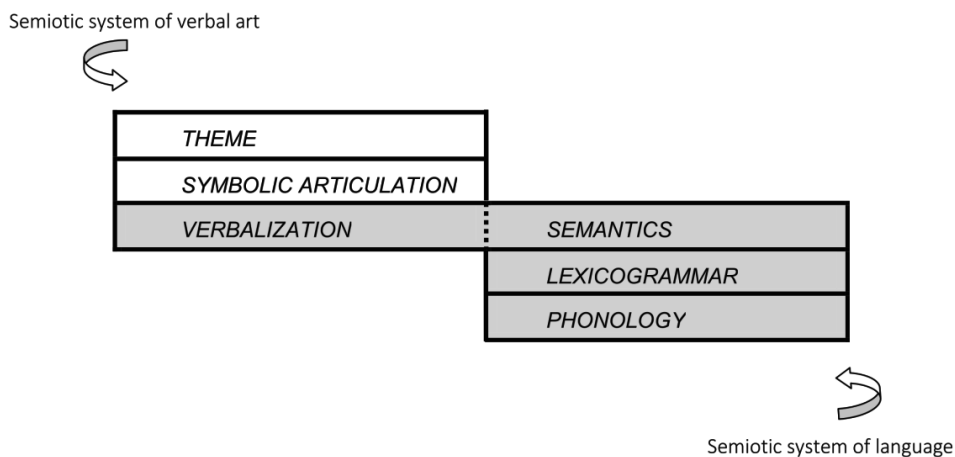 Semiotic system of verbal art
THEME
SYMBOLIC ARTICULATION
VERBALIZATION
SEMANTICS
LEXICOGRAMMAR
PHONOLOGY
Semiotic system of language